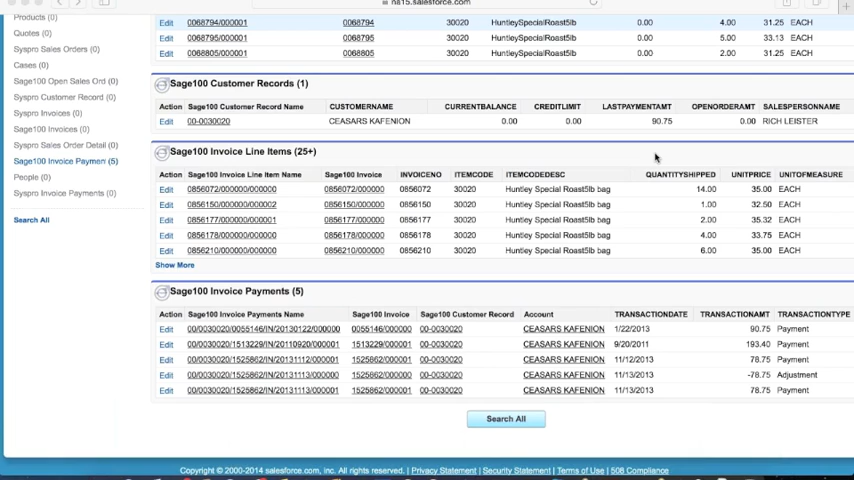 na15.salesforce.com
Products (0)
Quotes (0)
Syspro Sales Orders (0)
Cases (0)
Sage100 Open Sales Ord (0)
Syspro Customer Record (0)
Syspro Invoices (0)
Sage100 Invoices (0)
Syspro Sales Order Detail (0)
Sage100 Invoice Payment (5)
People (0)
Syspro Invoice Payments (0)
Search All
Edit 0068794/000001 0068794 30020 HuntleySpecialRoast5lb 0.00 4.00 31.25 EACH
Edit 0068795/000001 0068795 30020 HuntleySpecialRoast5lb 0.00 5.00 33.13 EACH
Edit 0068805/000001 0068805 30020 HuntleySpecialRoast5lb 0.00 2.00 31.25 EACH
Sage100 Customer Records (1)
Action Sage100 Customer Record Name CUSTOMERNAME CURRENTBALANCE CREDITLIMIT LASTPAYMENTAMT OPENORDERAMT SALESPERSONNAME
Edit 00-0030020 CEASARS KAFENION 0.00 0.00 90.75 0.00 RICH LEISTER
Sage100 Invoice Line Items (25+)
Action Sage100 Invoice Line Item Name Sage100 Invoice INVOICENO ITEMCODE ITEMCODEDESC QUANTITYSHIPPED UNITPRICE UNITOFMEASURE
Edit 0856072/000000/000000 0856072/000000 0856072 30020 Huntley Special Roast5lb bag 14.00 35.00 EACH
Edit 0856150/000000/000002 0856150/000000 0856150 30020 Huntley Special Roast5lb bag 1.00 32.50 EACH
Edit 0856177/000000/000001 0856177/000000 0856177 30020 Huntley Special Roast5lb bag 2.00 35.32 EACH
Edit 0856178/000000/000000 0856178/000000 0856178 30020 Huntley Special Roast5lb bag 4.00 33.75 EACH
Edit 0856210/000000/000000 0856210/000000 0856210 30020 Huntley Special Roast5lb bag 6.00 35.00 EACH
Show More
Sage100 Invoice Payments (5)
Action Sage100 Invoice Payments Name Sage100 Invoice Sage100 Customer Record Account TRANSACTIONDATE TRANSACTIONAMT TRANSACTIONTYPE
Edit 00/0030020/0055146/IN/20130122/000000 0055146/000000 00-0030020 CEASARS KAFENION 1/22/2013 90.75 Payment
Edit 00/0030020/1513229/IN/20110920/000001 1513229/000001 00-0030020 CEASARS KAFENION 9/20/2011 193.40 Payment
Edit 00/0030020/1525862/IN/20131112/000001 1525862/000001 00-0030020 CEASARS KAFENION 11/12/2013 78.75 Payment
Edit 00/0030020/1525862/IN/20131113/000000 1525862/000001 00-0030020 CEASARS KAFENION 11/13/2013 -78.75 Adjustment
Edit 00/0030020/1525862/IN/20131113/000001 1525862/000001 00-0030020 CEASARS KAFENION 11/13/2013 78.75 Payment
Search All
Copyright © 2000-2014 salesforce.com, inc. All rights reserved. | Privacy Statement | Security Statement | Terms of Use | 508 Compliance